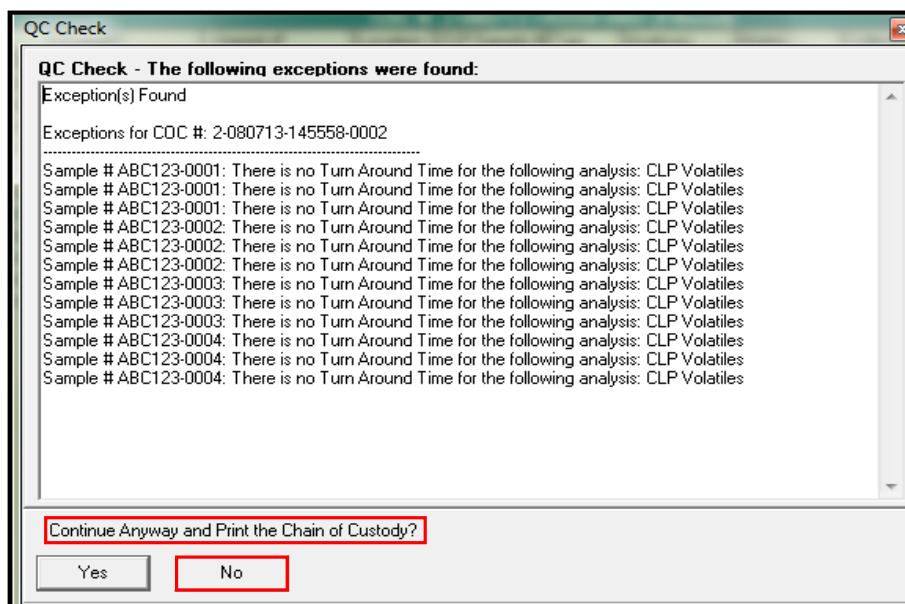 QC Check
QC Check - The following exceptions were found:
Exception(s) Found
Exceptions for COC #: 2-080713-145558-0002
--------------------------------------------------------------------------------
Sample # ABC123-0001: There is no Turn Around Time for the following analysis: CLP Volatiles
Sample # ABC123-0001: There is no Turn Around Time for the following analysis: CLP Volatiles
Sample # ABC123-0001: There is no Turn Around Time for the following analysis: CLP Volatiles
Sample # ABC123-0002: There is no Turn Around Time for the following analysis: CLP Volatiles
Sample # ABC123-0002: There is no Turn Around Time for the following analysis: CLP Volatiles
Sample # ABC123-0002: There is no Turn Around Time for the following analysis: CLP Volatiles
Sample # ABC123-0003: There is no Turn Around Time for the following analysis: CLP Volatiles
Sample # ABC123-0003: There is no Turn Around Time for the following analysis: CLP Volatiles
Sample # ABC123-0003: There is no Turn Around Time for the following analysis: CLP Volatiles
Sample # ABC123-0004: There is no Turn Around Time for the following analysis: CLP Volatiles
Sample # ABC123-0004: There is no Turn Around Time for the following analysis: CLP Volatiles
Sample # ABC123-0004: There is no Turn Around Time for the following analysis: CLP Volatiles
Continue Anyway and Print the Chain of Custody?
Yes No